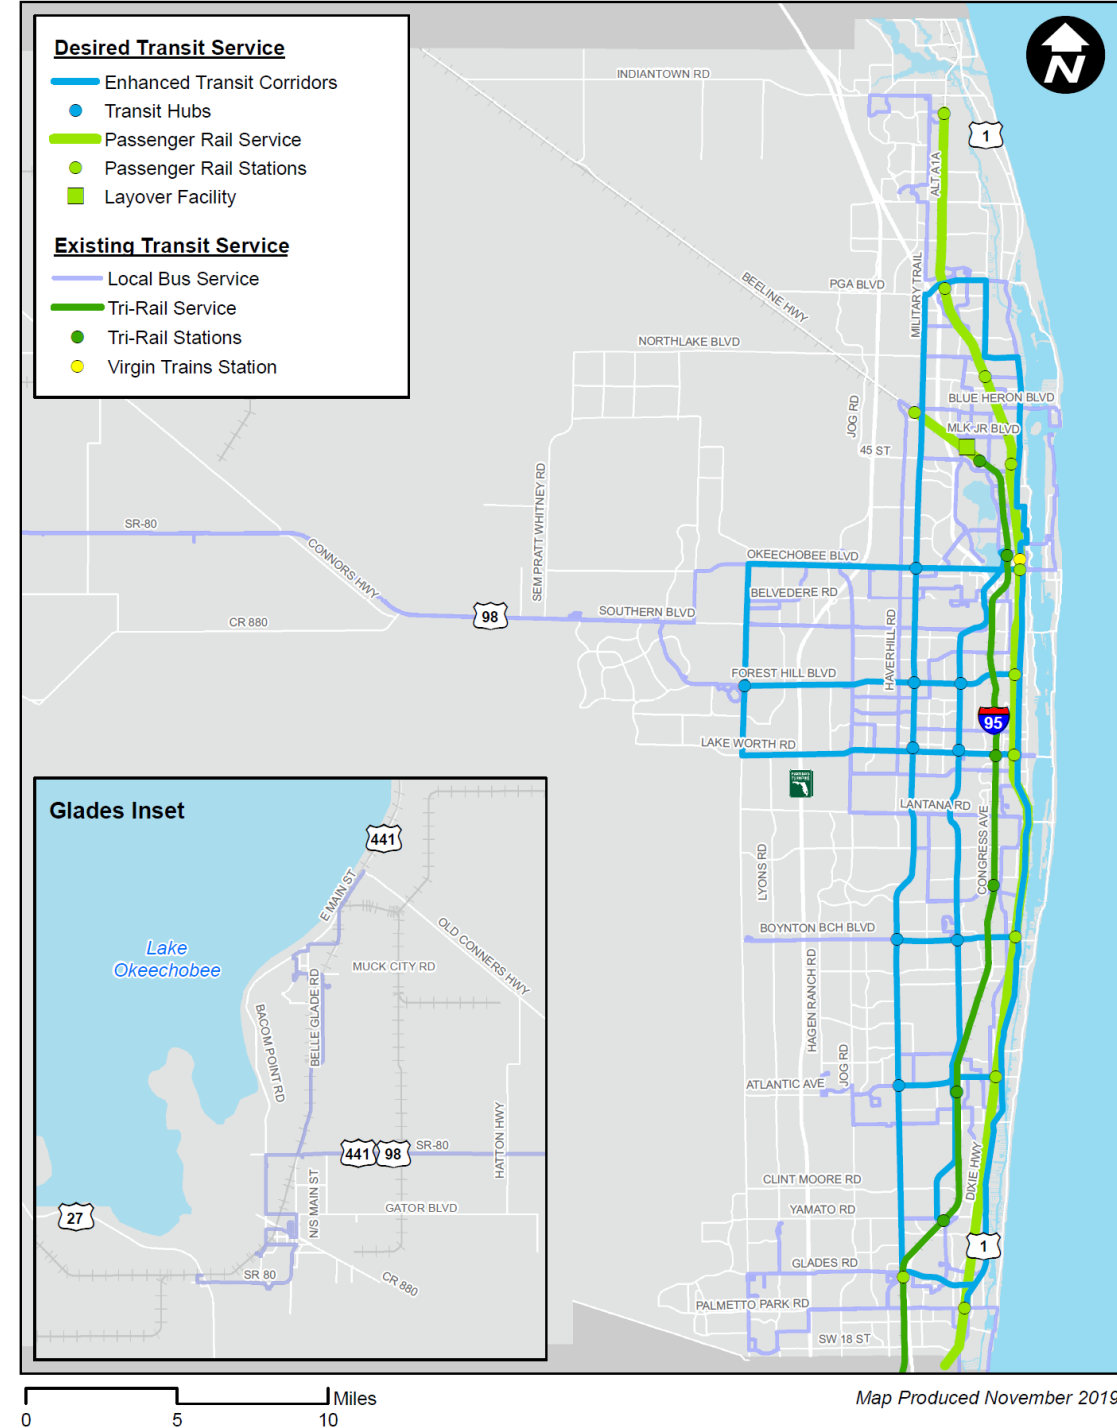 Desired Transit Service
Enhanced Transit Corridors
Transit Hubs
Passenger Rail Service
Passenger Rail Stations
Layover Facility
Existing Transit Service
Local Bus Service
Tri-Rail Service
Tri-Rail Stations
Virgin Trains Station
N
INDIANTOWN RD
1
ALT A1A
MILITARY TRAIL
PGA BLVD
BEELINE HWY
NORTHLAKE BLVD
JOG RD
BLUE HERON BLVD
MLK JR BLVD
45 ST
SEM PRATT WHITNEY RD
SR-80
CONNORS HWY
OKEECHOBEE BLVD
BELVEDERE RD
98
SOUTHERN BLVD
CR 880
HAVERHILL RD
FOREST HILL BLVD
95
LAKE WORTH RD
LANTANA RD
CONGRESS AVE
LYONS RD
BOYNTON BCH BLVD
HAGEN RANCH RD
JOG RD
ATLANTIC AVE
DIXIE HWY
CLINT MOORE RD
YAMATO RD
1
GLADES RD
PALMETTO PARK RD
SW 18 ST
Glades Inset
441
E MAIN ST
OLD CONNERS HWY
Lake
Okeechobee
MUCK CITY RD
BELLE GLADE RD
BACOM POINT RD
HATTON HWY
441
98
SR-80
N/S MAIN ST
GATOR BLVD
27
SR 80
CR 880
Miles
0
5
10
Map Produced November 2019